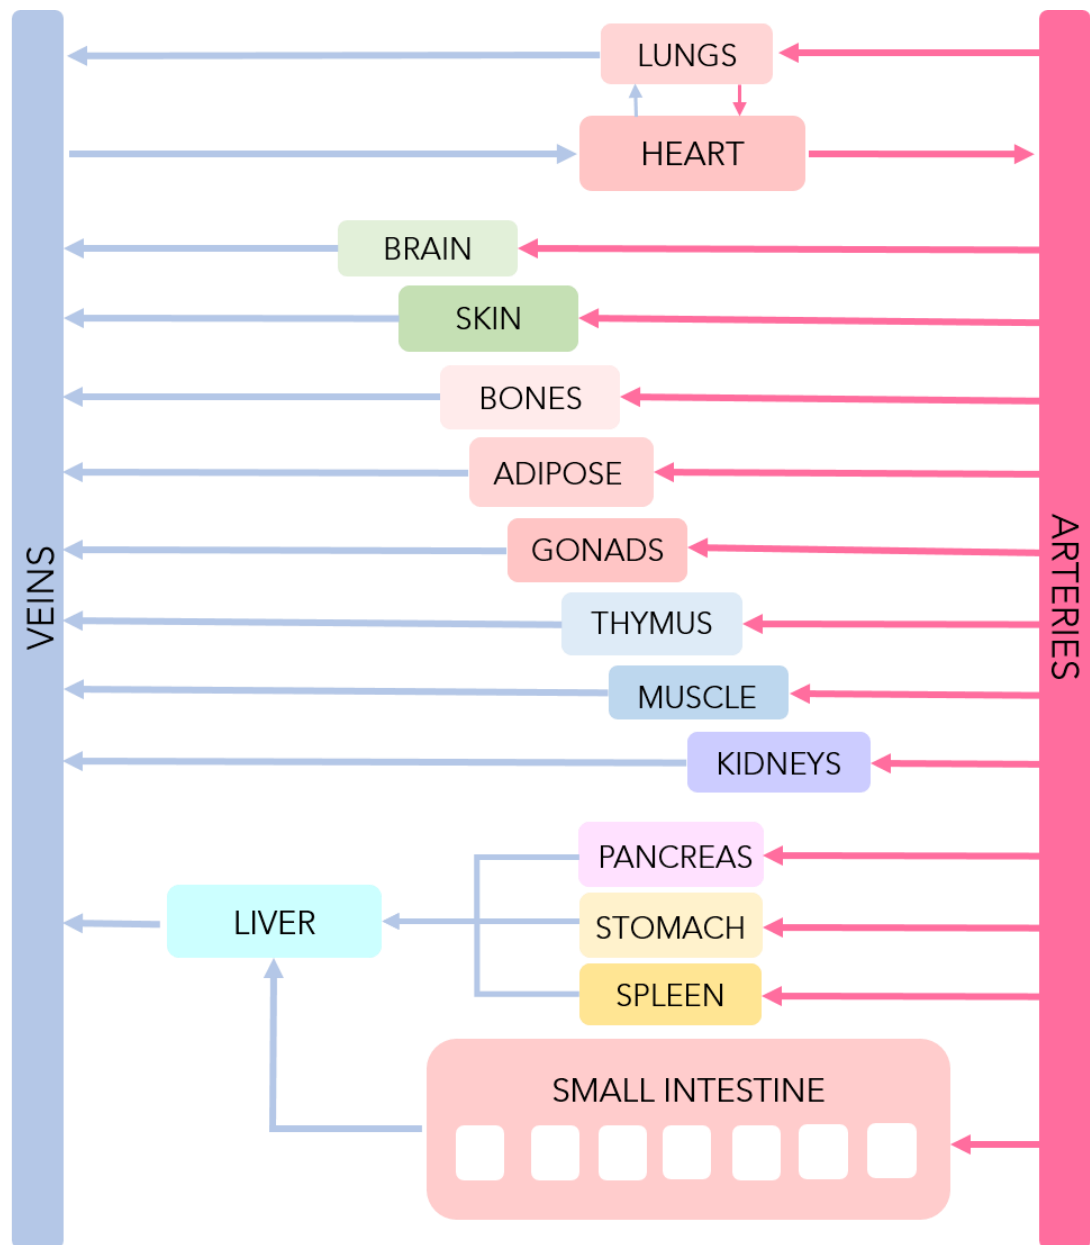 LUNGS
HEART
BRAIN
SKIN
BONES
ADIPOSE
GONADS
THYMUS
MUSCLE
KIDNEYS
PANCREAS
LIVER
STOMACH
SPLEEN
SMALL INTESTINE
VEINS
ARTERIES